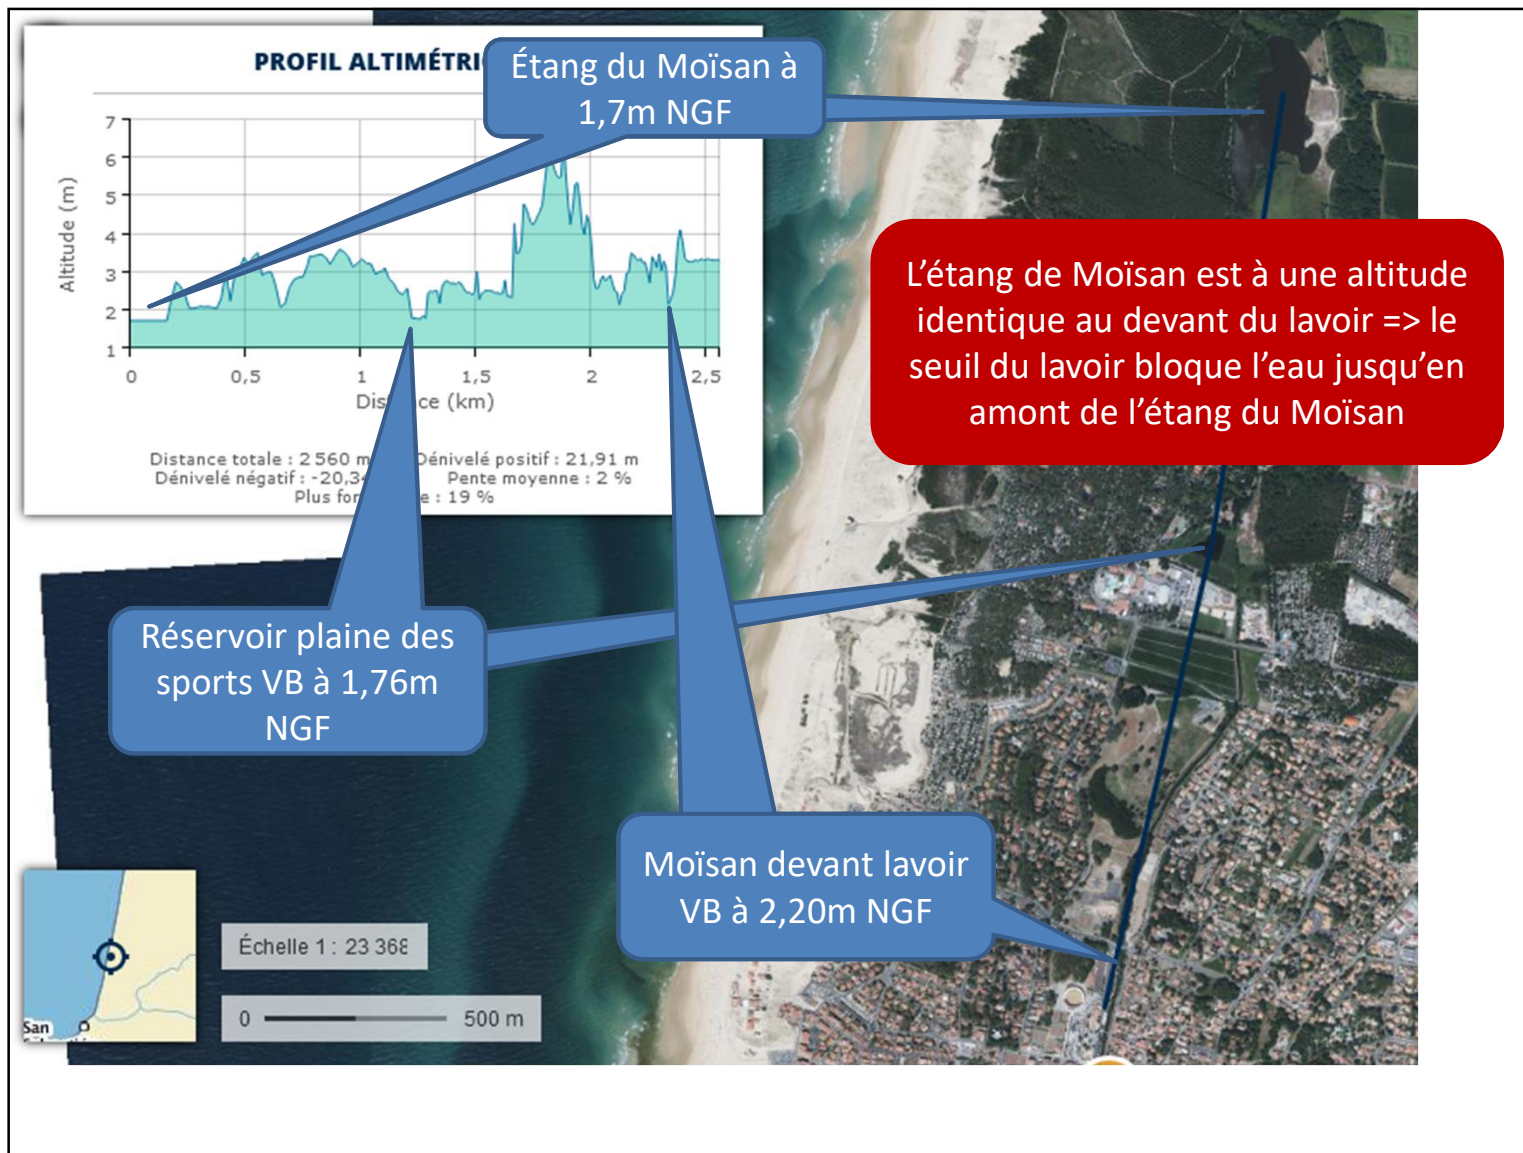 PROFIL ALTIMÉTRI
Étang du Moïsan à
1,7m NGF
7
6
5
4
3
2
1
Altitude (m)
0
0,5
1
1,5
2
2,5
(km)
Distance totale : 2 560 m
Dénivelé positif : 21,91 m
Dénivelé négatif : -20,34
Pente moyenne : 2 %
Plus for
: 19 %
L’étang de Moïsan est à une altitude
identique au devant du lavoir => le
seuil du lavoir bloque l’eau jusqu’en
amont de l’étang du Moïsan
Réservoir plaine des
sports VB à 1,76m
NGF
Moïsan devant lavoir
VB à 2,20m NGF
San
Échelle 1 : 23 368
0
500 m